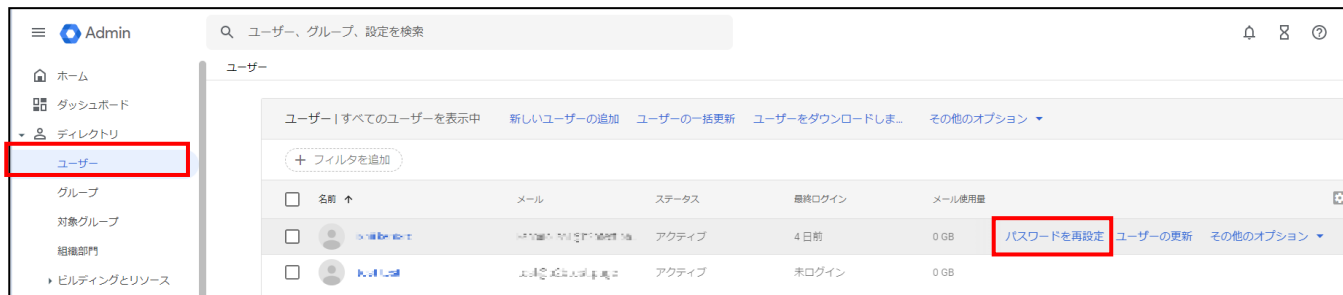 Admin
ユーザー、グループ、設定を検索
ホーム
ダッシュボード
ディレクトリ
ユーザー
グループ
対象グループ
組織部門
ビルディングとリソース
ユーザー
ユーザー | すべてのユーザーを表示中 新しいユーザーの追加 ユーザーの一括更新 ユーザーをダウンロードしま... その他のオプション
+ フィルタを追加
名前 ↑ メール ステータス 最終ログイン メール使用量
アクティブ 4 日前 0 GB パスワードを再設定 ユーザーの更新 その他のオプション
アクティブ 未ログイン 0 GB